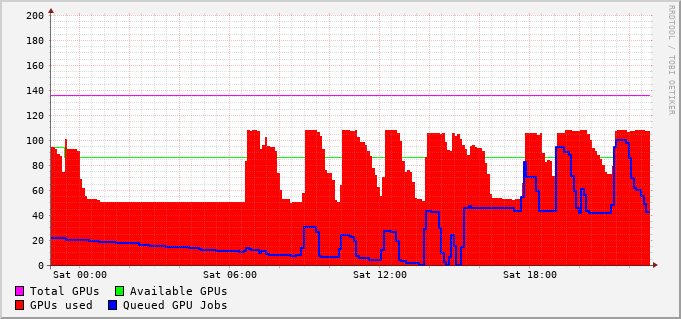 200
180
160
140
120
100
80
60
40
20
0
Sat 00:00 Sat 06:00 Sat 12:00 Sat 18:00
Total GPUs Available GPUs
GPUs used Queued GPU Jobs
RRDTOOL / TOBI OETIKER